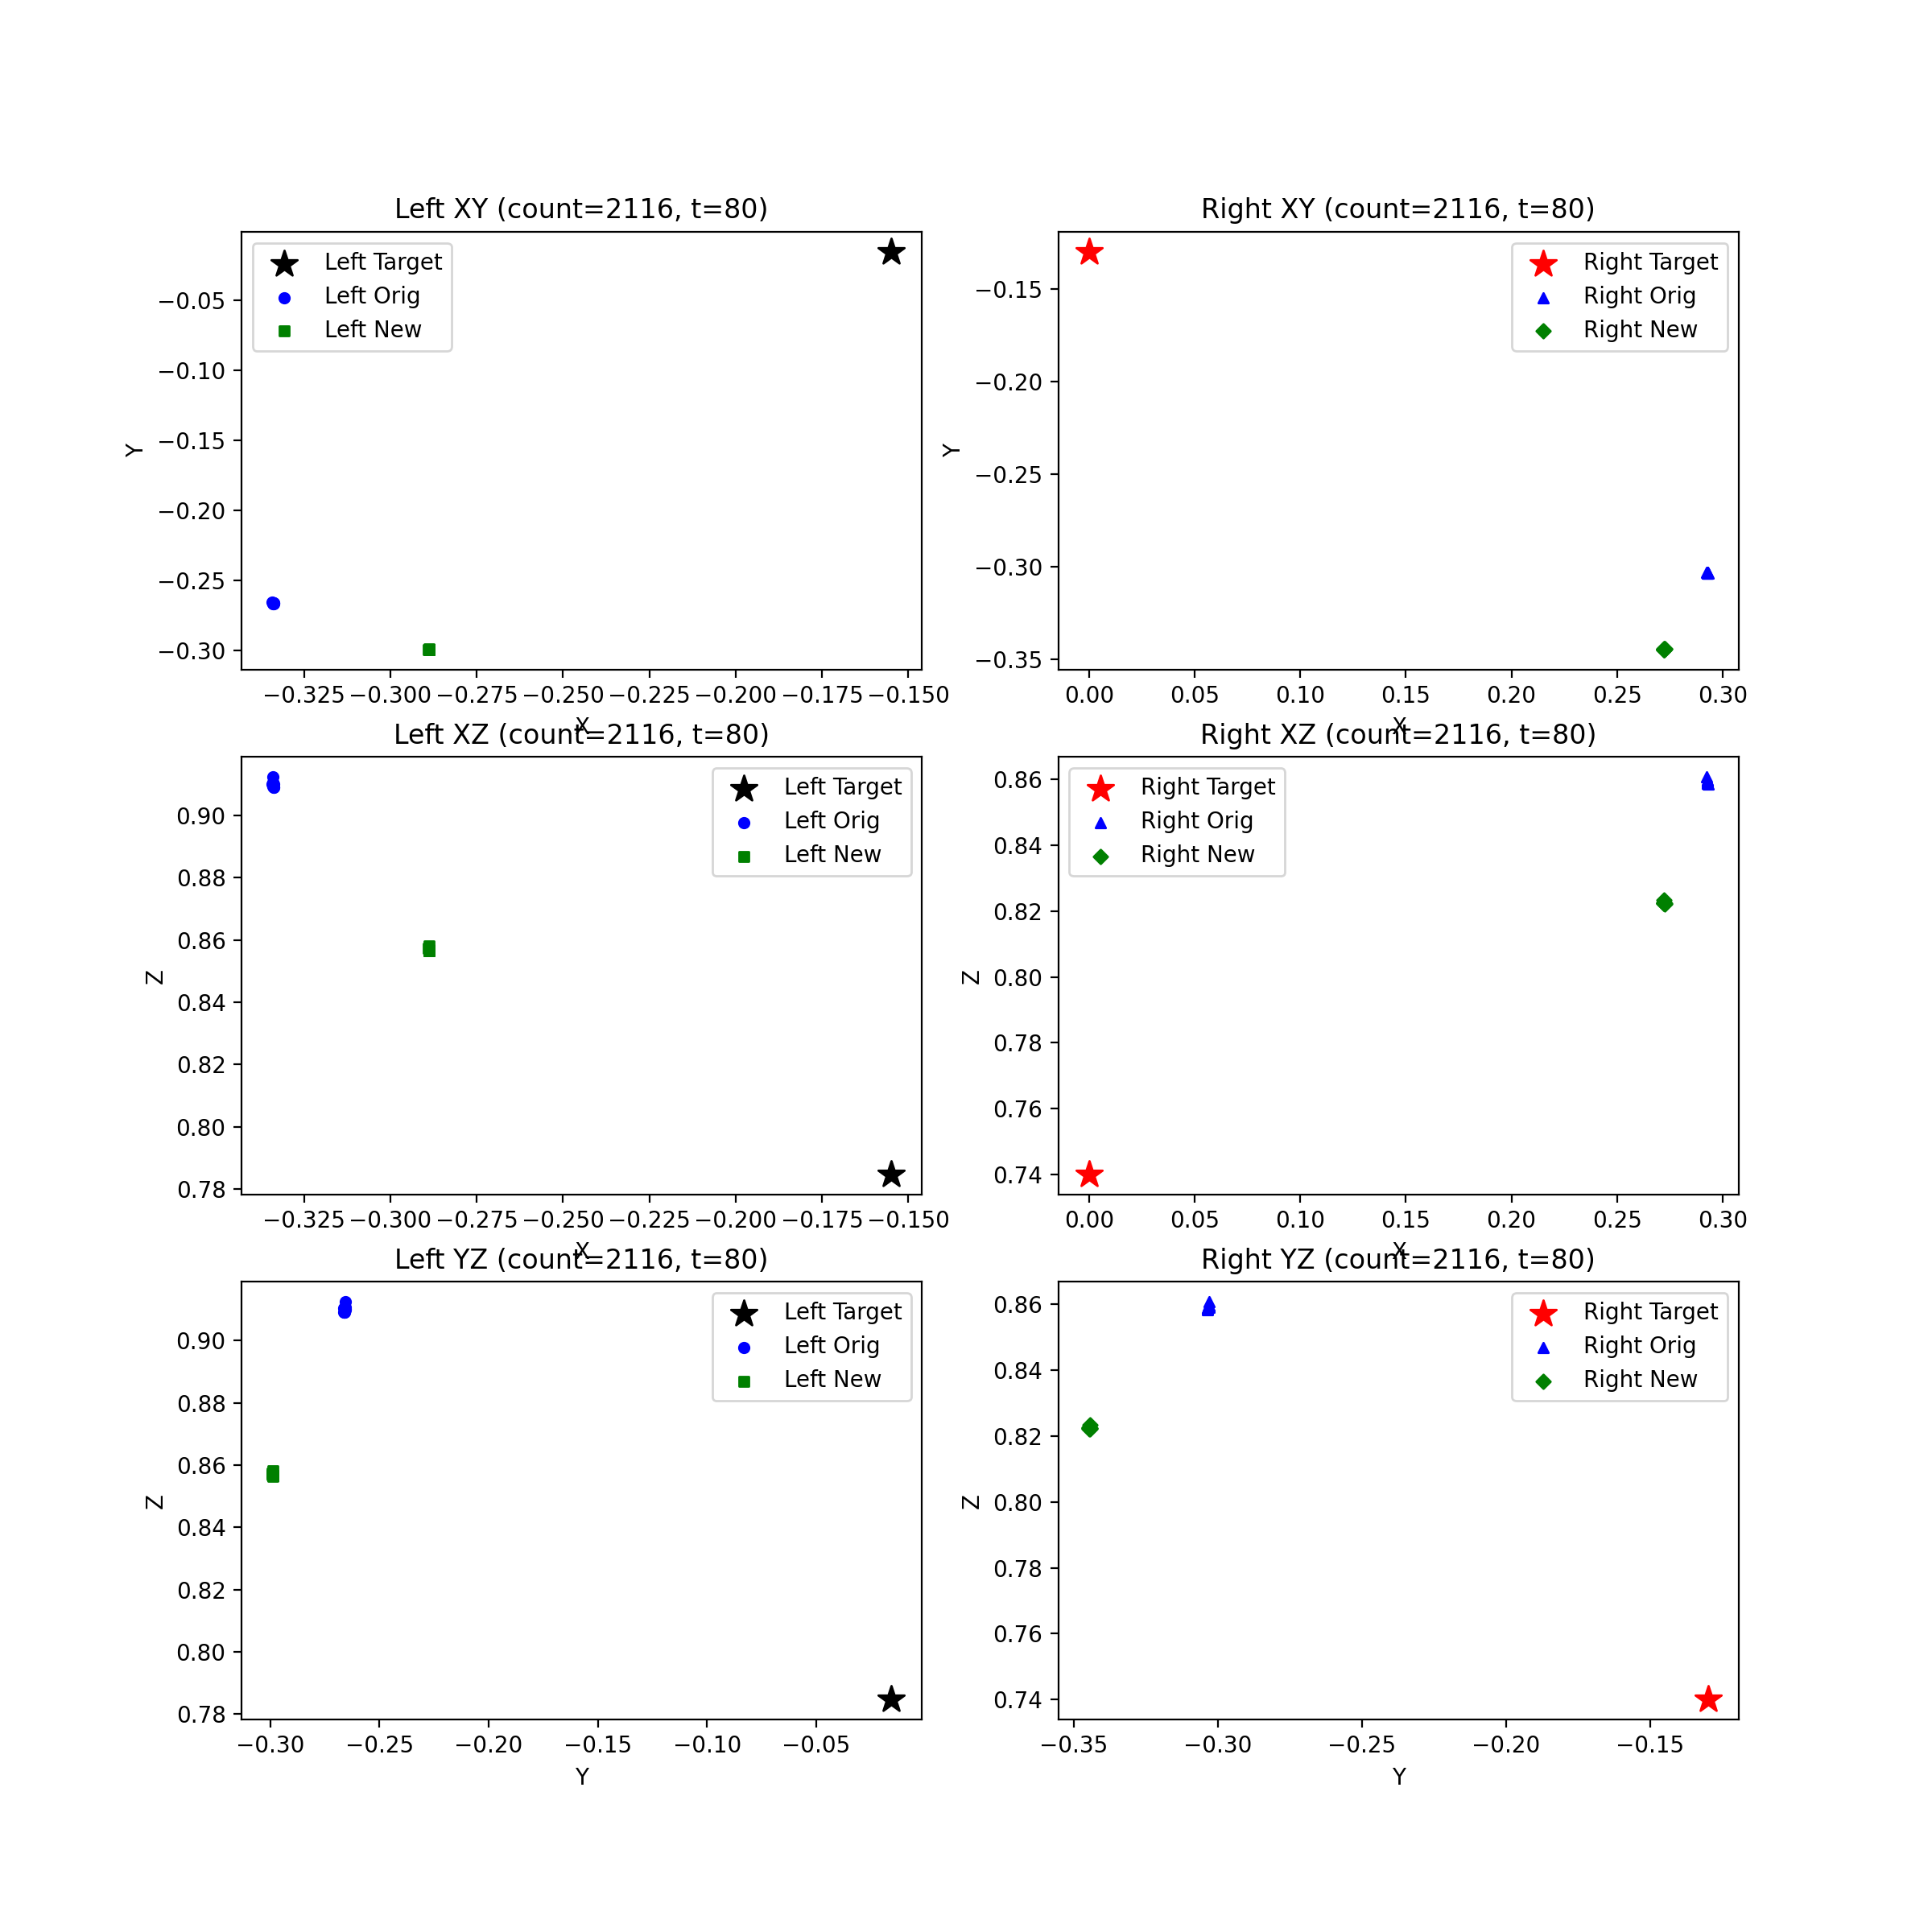 Left XY (count=2116, t=80)
Left Target
Left Orig
Left New
Y
−0.05
−0.10
−0.15
−0.20
−0.25
−0.30
−0.325 −0.300 −0.275 −0.250 −0.225 −0.200 −0.175 −0.150
X
Right XY (count=2116, t=80)
Right Target
Right Orig
Right New
Y
−0.15
−0.20
−0.25
−0.30
−0.35
0.00 0.05 0.10 0.15 0.20 0.25 0.30
X
Left XZ (count=2116, t=80)
Left Target
Left Orig
Left New
Z
0.90
0.88
0.86
0.84
0.82
0.80
0.78
−0.325 −0.300 −0.275 −0.250 −0.225 −0.200 −0.175 −0.150
X
Right XZ (count=2116, t=80)
Right Target
Right Orig
Right New
Z
0.86
0.84
0.82
0.80
0.78
0.76
0.74
0.00 0.05 0.10 0.15 0.20 0.25 0.30
X
Left YZ (count=2116, t=80)
Left Target
Left Orig
Left New
Z
0.90
0.88
0.86
0.84
0.82
0.80
0.78
−0.30 −0.25 −0.20 −0.15 −0.10 −0.05
Y
Right YZ (count=2116, t=80)
Right Target
Right Orig
Right New
Z
0.86
0.84
0.82
0.80
0.78
0.76
0.74
−0.35 −0.30 −0.25 −0.20 −0.15
Y